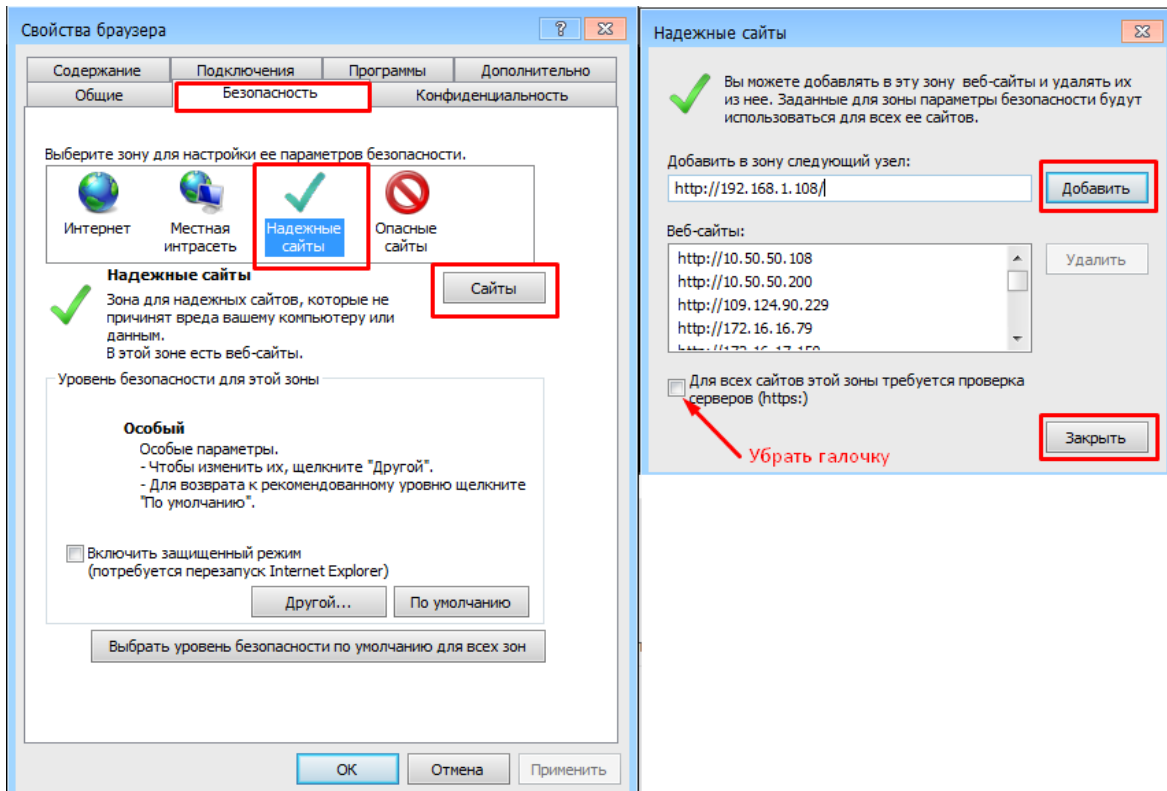 Свойства браузера
Содержание
Подключения
Программы
Дополнительно
Общие
Безопасность
Конфиденциальность
Выберите зону для настройки ее параметров безопасности.
Интернет
Местная
интрасеть
Надежные
сайты
Опасные
сайты
Надежные сайты
Сайты
Зона для надежных сайтов, которые не
причинят вреда вашему компьютеру или
данным.
В этой зоне есть веб-сайты.
Уровень безопасности для этой зоны
Особый
Особые параметры.
- Чтобы изменить их, щелкните "Другой".
- Для возврата к рекомендованному уровню щелкните
"По умолчанию".
Включить защищенный режим
(потребуется перезапуск Internet Explorer)
Другой...
По умолчанию
Выбрать уровень безопасности по умолчанию для всех зон
OK
Отмена
Применить
Надежные сайты
Вы можете добавлять в эту зону веб-сайты и удалять их
из нее. Заданные для зоны параметры безопасности будут
использоваться для всех ее сайтов.
Добавить в зону следующий узел:
http://192.168.1.108/
Добавить
Веб-сайты:
http://10.50.50.108
http://10.50.50.200
http://109.124.90.229
http://172.16.16.79
Удалить
Для всех сайтов этой зоны требуется проверка
серверов (https:)
Убрать галочку
Закрыть